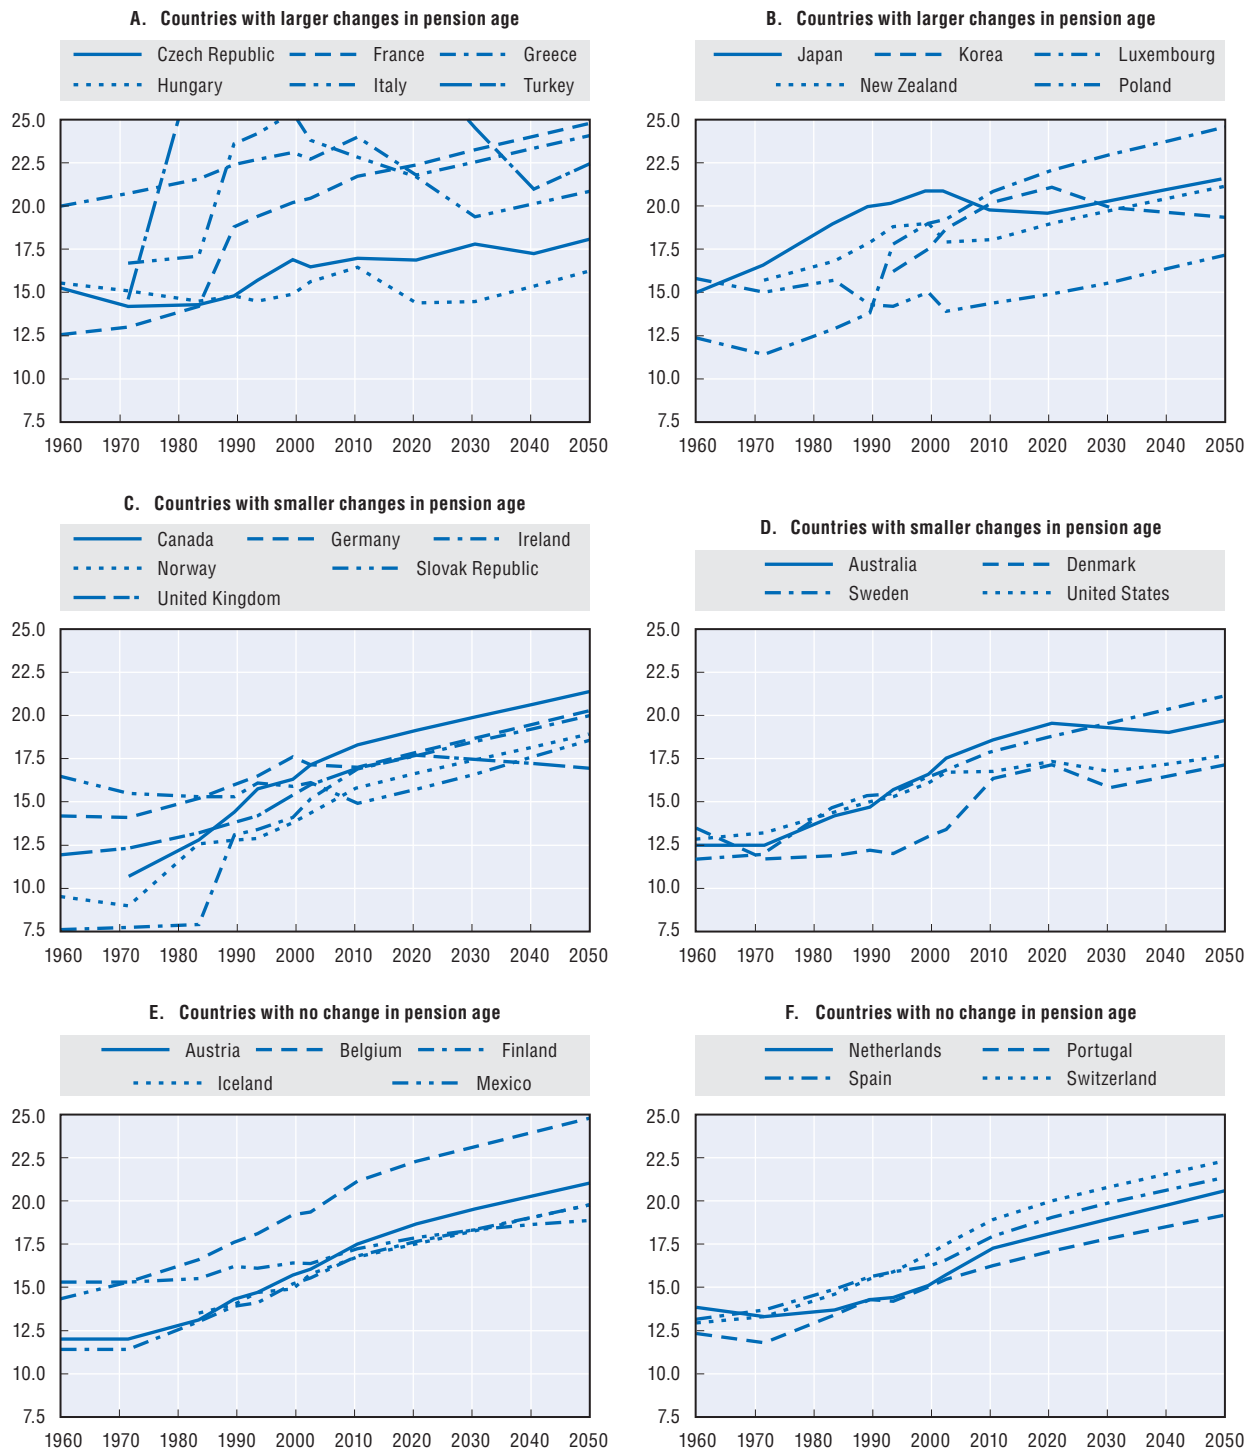 A. Countries with larger changes in pension age
Czech Republic France Greece
Hungary Italy Turkey
25.0
22.5
20.0
17.5
15.0
12.5
10.0
7.5
1960 1970 1980 1990 2000 2010 2020 2030 2040 2050
B. Countries with larger changes in pension age
Japan Korea Luxembourg
New Zealand Poland
25.0
22.5
20.0
17.5
15.0
12.5
10.0
7.5
1960 1970 1980 1990 2000 2010 2020 2030 2040 2050
C. Countries with smaller changes in pension age
Canada Germany Ireland
Norway Slovak Republic
United Kingdom
25.0
22.5
20.0
17.5
15.0
12.5
10.0
7.5
1960 1970 1980 1990 2000 2010 2020 2030 2040 2050
D. Countries with smaller changes in pension age
Australia Denmark
Sweden United States
25.0
22.5
20.0
17.5
15.0
12.5
10.0
7.5
1960 1970 1980 1990 2000 2010 2020 2030 2040 2050
E. Countries with no change in pension age
Austria Belgium Finland
Iceland Mexico
25.0
22.5
20.0
17.5
15.0
12.5
10.0
7.5
1960 1970 1980 1990 2000 2010 2020 2030 2040 2050
F. Countries with no change in pension age
Netherlands Portugal
Spain Switzerland
25.0
22.5
20.0
17.5
15.0
12.5
10.0
7.5
1960 1970 1980 1990 2000 2010 2020 2030 2040 2050